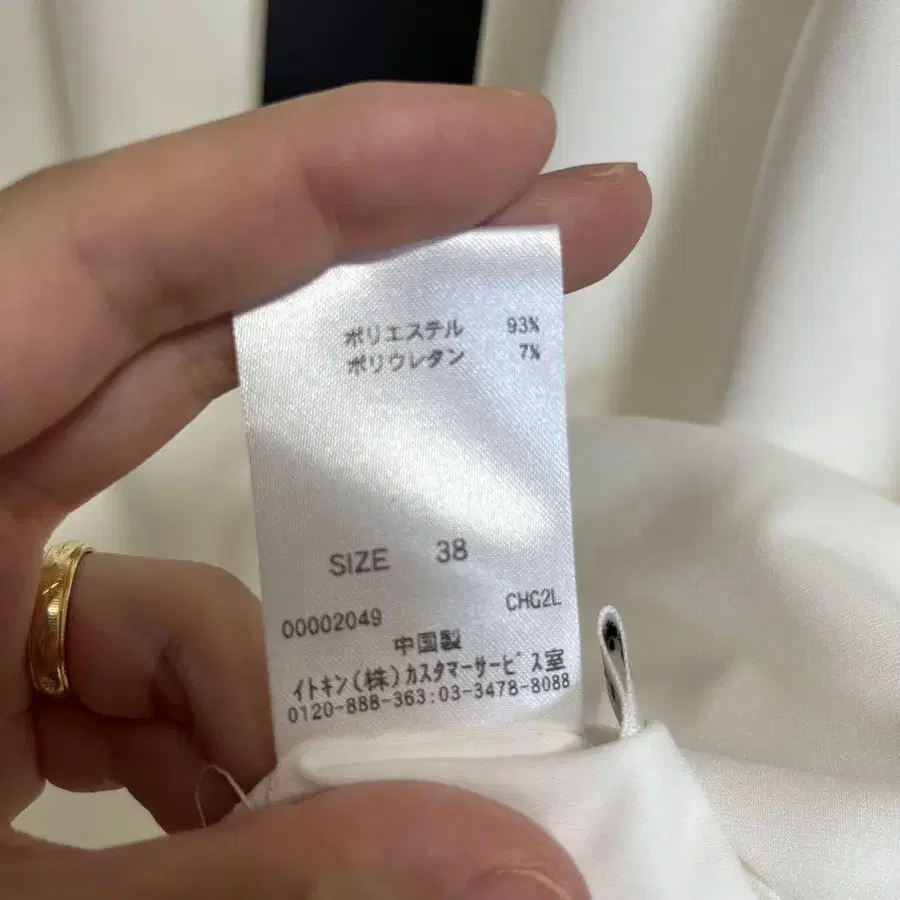 ポリエステル 93%
ポリウレタン 7%
SIZE 38
00002049 CHG2L
中国製
イトキン(株)カスタマーサービス室
0120-888-363:03-3478-8088